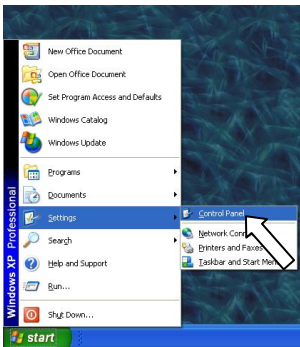 New Office Document
Open Office Document
Set Program Access and Defaults
Windows Catalog
Windows Update
Programs
Documents
Settings
Search
Help and Support
Run...
Shut Down...
Windows XP Professional
Control Panel
Network Conn
Printers and Faxes
Taskbar and Start Menu
start